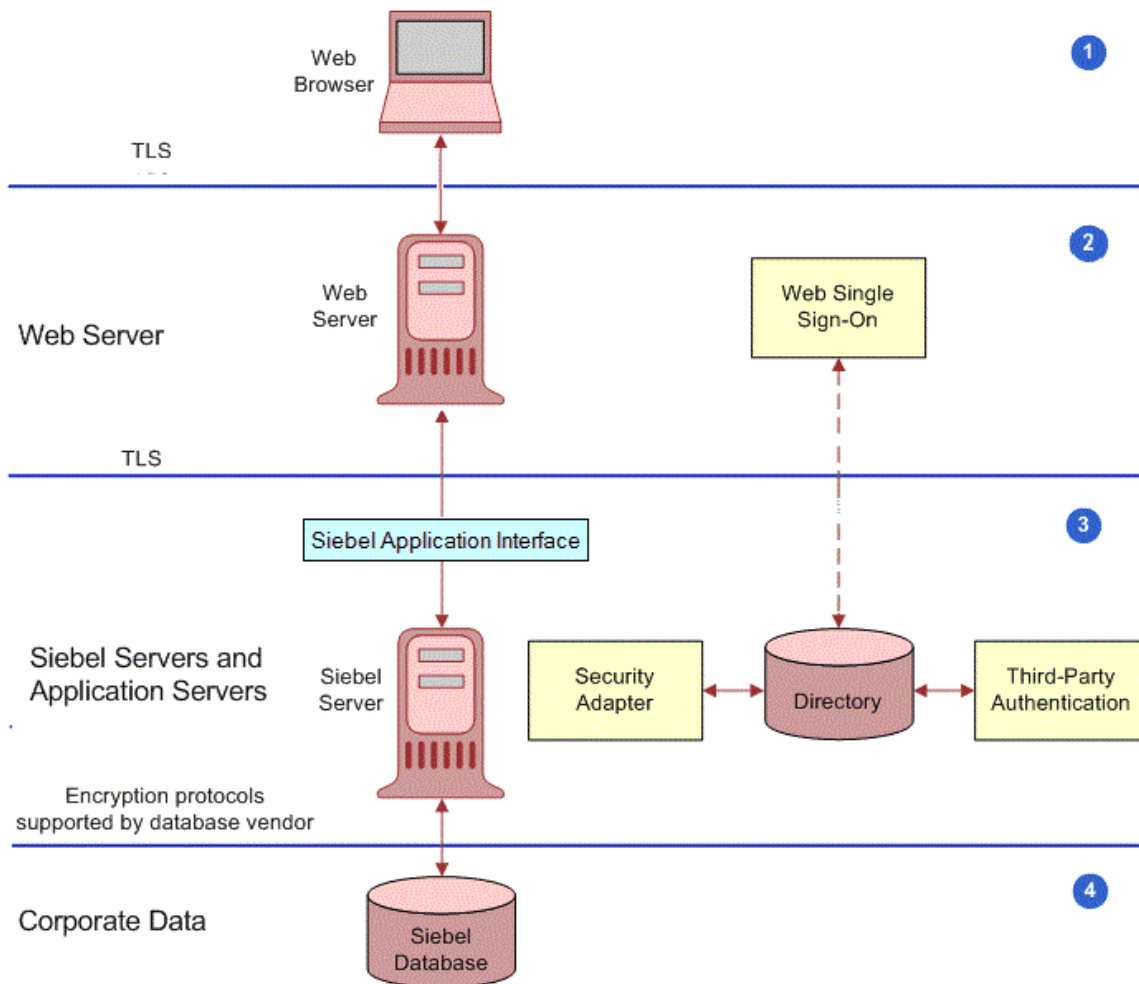 Web
Browser
1
TLS
2
Web
Server
Web Single
Sign-On
Web Server
TLS
3
Siebel Application Interface
Siebel Servers and
Application Servers
Siebel
Server
Security
Adapter
Directory
Third-Party
Authentication
Encryption protocols
supported by database vendor
4
Corporate Data
Siebel
Database